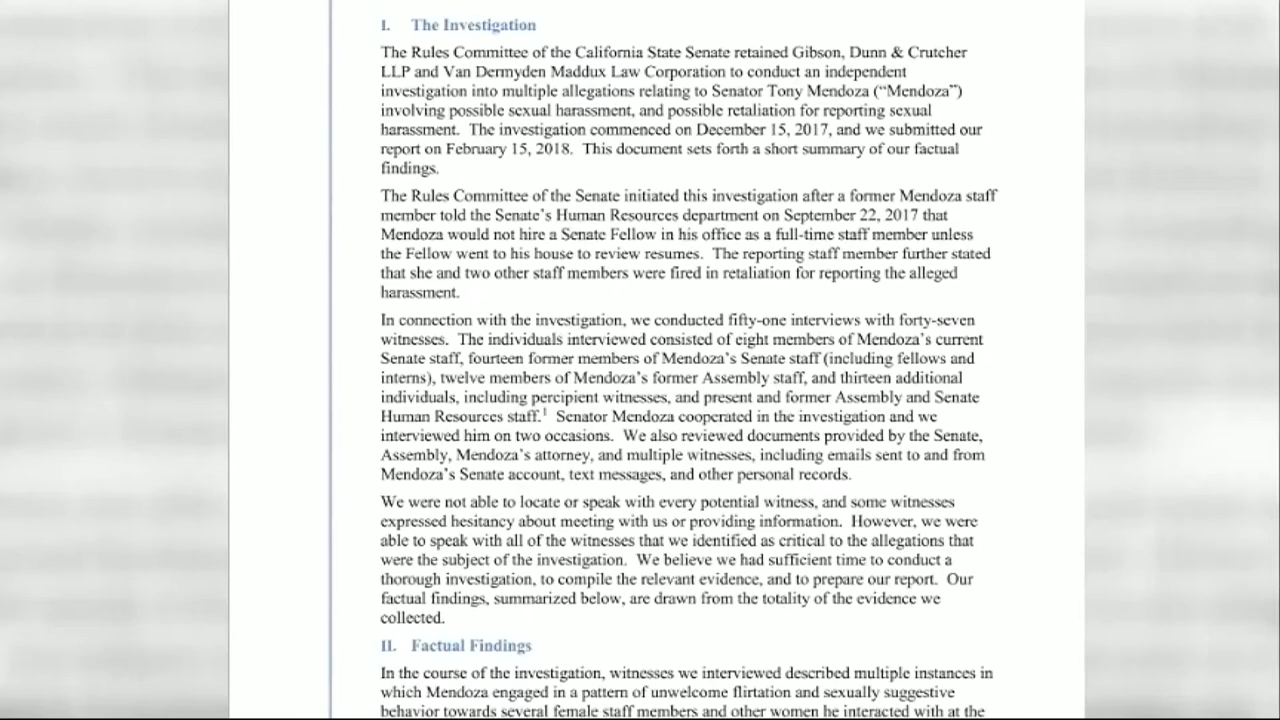 I. The Investigation
The Rules Committee of the California State Senate retained Gibson, Dunn & Crutcher
LLP and Van Dermyden Maddux Law Corporation to conduct an independent
investigation into multiple allegations relating to Senator Tony Mendoza (“Mendoza”)
involving possible sexual harassment, and possible retaliation for reporting sexual
harassment. The investigation commenced on December 15, 2017, and we submitted our
report on February 15, 2018. This document sets forth a short summary of our factual
findings.
The Rules Committee of the Senate initiated this investigation after a former Mendoza staff
member told the Senate’s Human Resources department on September 22, 2017 that
Mendoza would not hire a Senate Fellow in his office as a full-time staff member unless
the Fellow went to his house to review resumes. The reporting staff member further stated
that she and two other staff members were fired in retaliation for reporting the alleged
harassment.
In connection with the investigation, we conducted fifty-one interviews with forty-seven
witnesses. The individuals interviewed consisted of eight members of Mendoza’s current
Senate staff, fourteen former members of Mendoza’s Senate staff (including fellows and
interns), twelve members of Mendoza’s former Assembly staff, and thirteen additional
individuals, including percipient witnesses, and present and former Assembly and Senate
Human Resources staff.¹ Senator Mendoza cooperated in the investigation and we
interviewed him on two occasions. We also reviewed documents provided by the Senate,
Assembly, Mendoza’s attorney, and multiple witnesses, including emails sent to and from
Mendoza’s Senate account, text messages, and other personal records.
We were not able to locate or speak with every potential witness, and some witnesses
expressed hesitancy about meeting with us or providing information. However, we were
able to speak with all of the witnesses that we identified as critical to the allegations that
were the subject of the investigation. We believe we had sufficient time to conduct a
thorough investigation, to compile the relevant evidence, and to prepare our report. Our
factual findings, summarized below, are drawn from the totality of the evidence we
collected.
II. Factual Findings
In the course of the investigation, witnesses we interviewed described multiple instances in
which Mendoza engaged in a pattern of unwelcome flirtation and sexually suggestive
behavior towards several female staff members and other women he interacted with at the